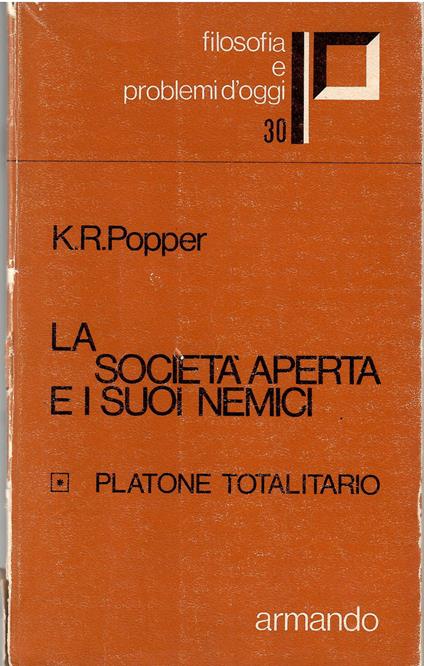 filosofia
e
problemi d'oggi
30
K.R.Popper
LA
SOCIETÀ APERTA
E I SUOI NEMICI
* PLATONE TOTALITARIO
armando